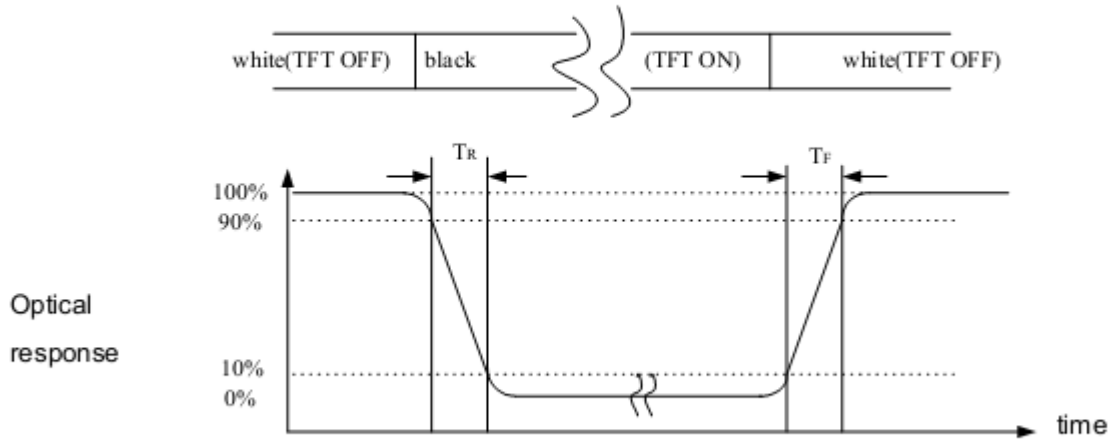 white(TFT OFF) black (TFT ON) white(TFT OFF)
TR TF
100%
90%
Optical
response
10%
0%
time